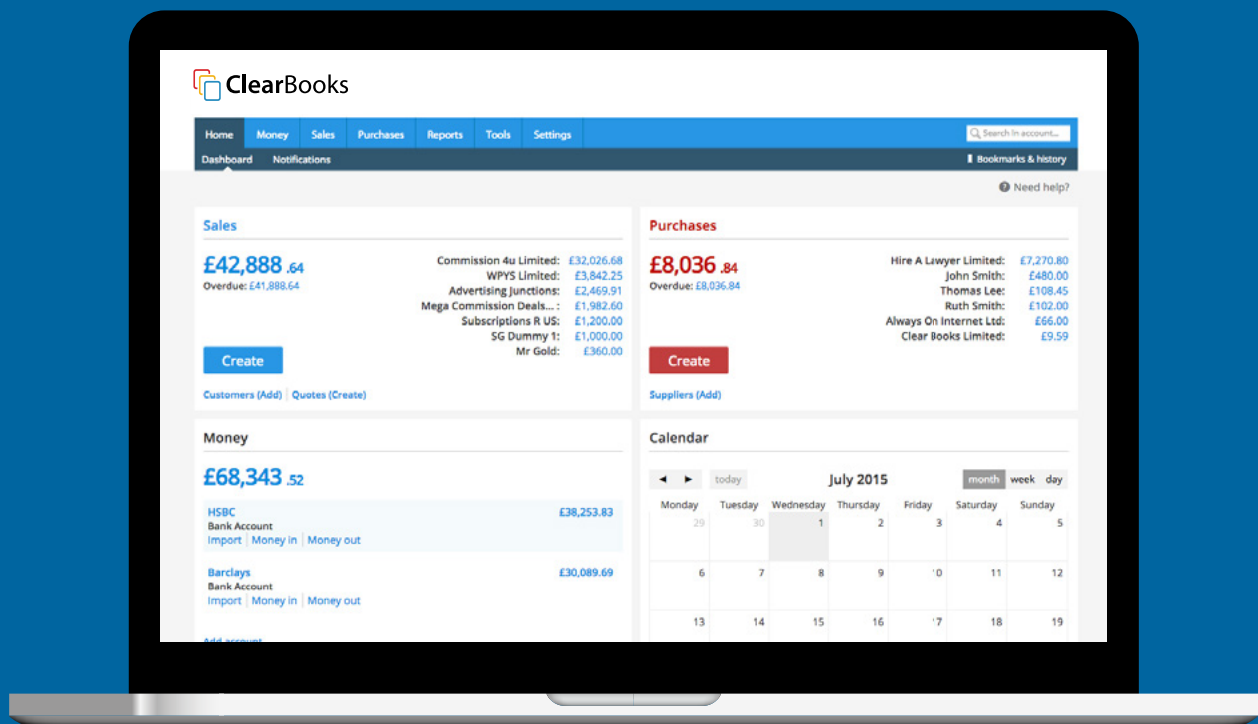 ClearBooks
Home Money Sales Purchases Reports Tools Settings Search in account...
Dashboard Notifications Bookmarks & history
Need help?
Sales
£42,888 .64
Overdue: £41,888.64
Commission 4u Limited: £32,026.68
WPYS Limited: £3,842.25
Advertising Junctions: £2,469.91
Mega Commission Deals... : £1,982.60
Subscriptions R US: £1,200.00
SG Dummy 1: £1,000.00
Mr Gold: £360.00
Create
Customers (Add) Quotes (Create)
Purchases
£8,036 .84
Overdue: £8,036.84
Hire A Lawyer Limited: £7,270.80
John Smith: £480.00
Thomas Lee: £108.45
Ruth Smith: £102.00
Always On Internet Ltd: £66.00
Clear Books Limited: £9.59
Create
Suppliers (Add)
Money
£68,343 .52
HSBC £38,253.83
Bank Account
Import Money in Money out
Barclays £30,089.69
Bank Account
Import Money in Money out
Add account
Calendar
today July 2015 month week day
Monday Tuesday Wednesday Thursday Friday Saturday Sunday
29 30 1 2 3 4 5
6 7 8 9 10 11 12
13 14 15 16 17 18 19